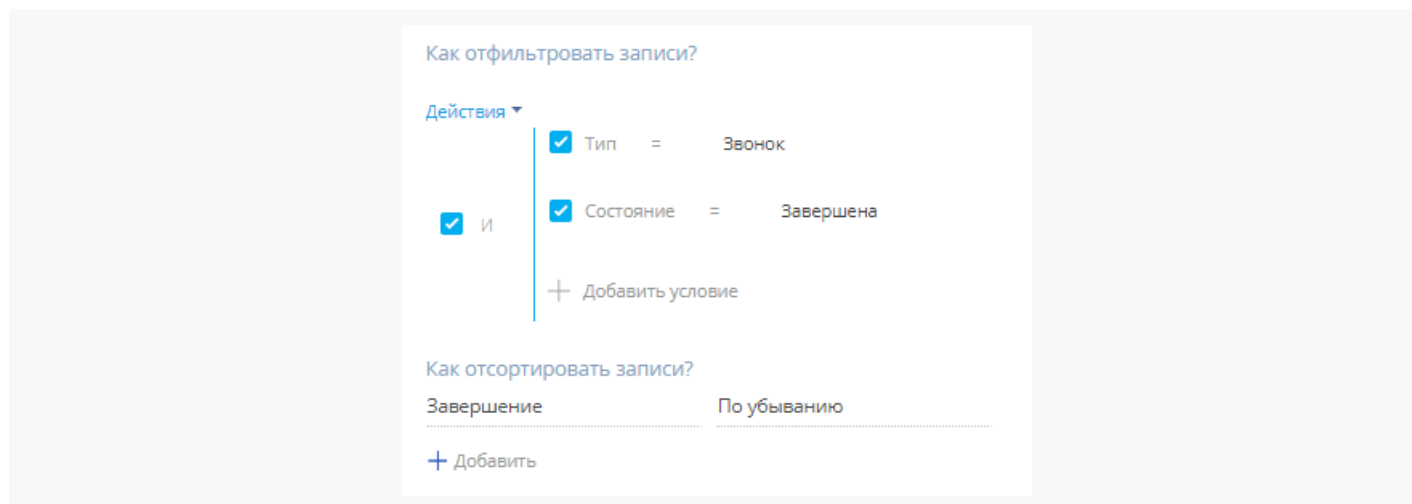 Как отфильтровать записи?
Действия
Тип = Звонок
Состояние = Завершена
И
Добавить условие
Как отсортировать записи?
Завершение По убыванию
Добавить